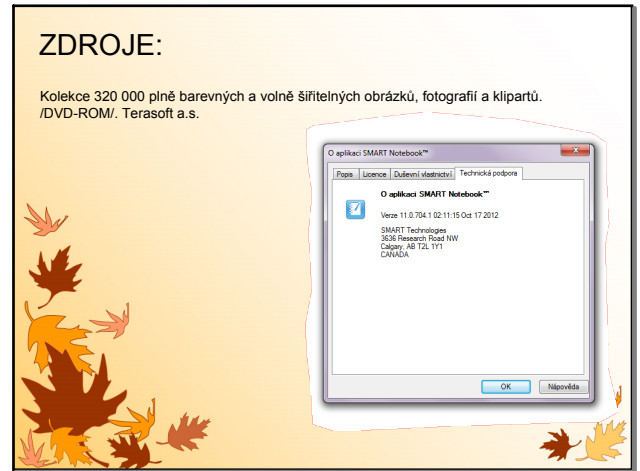 ZDROJE:
Kolekce 320 000 plně barevných a volně šiřitelných obrázků, fotografií a klipartů.
/DVD-ROM/. Terasoft a.s.
O aplikaci SMART Notebook™
Popis Licence Duševní vlastnictví Technická podpora
O aplikaci SMART Notebook™
Verze 11.0.704.1 02:11:15 Oct 17 2012
SMART Technologies
3636 Research Road NW
Calgary, AB T2L 1Y1
CANADA
OK Nápověda